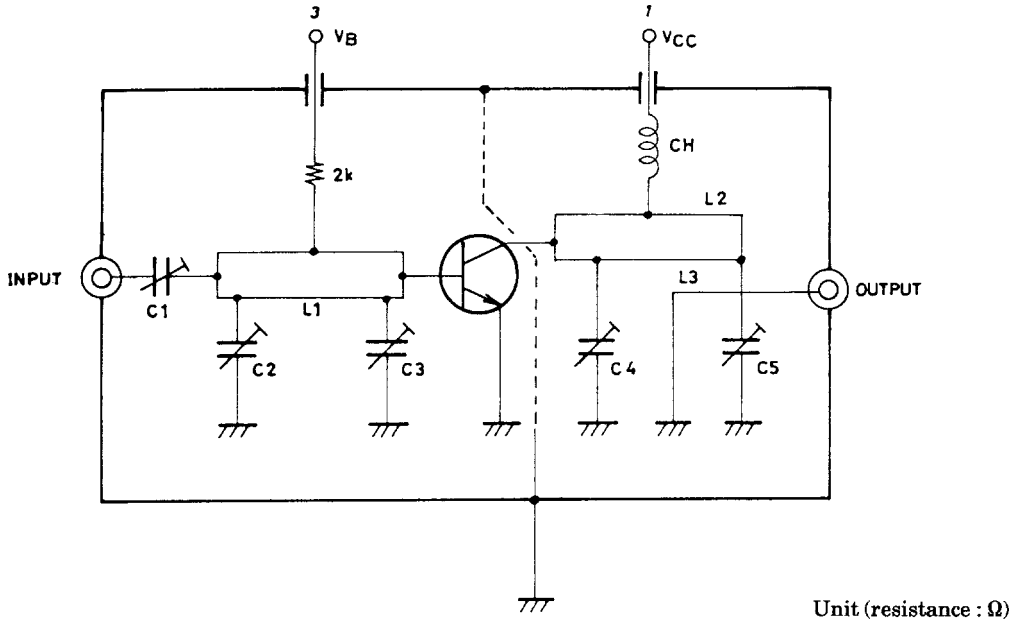 3
VB
1
VCC
2k
CH
L2
L3
INPUT
C1
L1
C2
C3
C4
C5
OUTPUT
Unit (resistance : Ω)